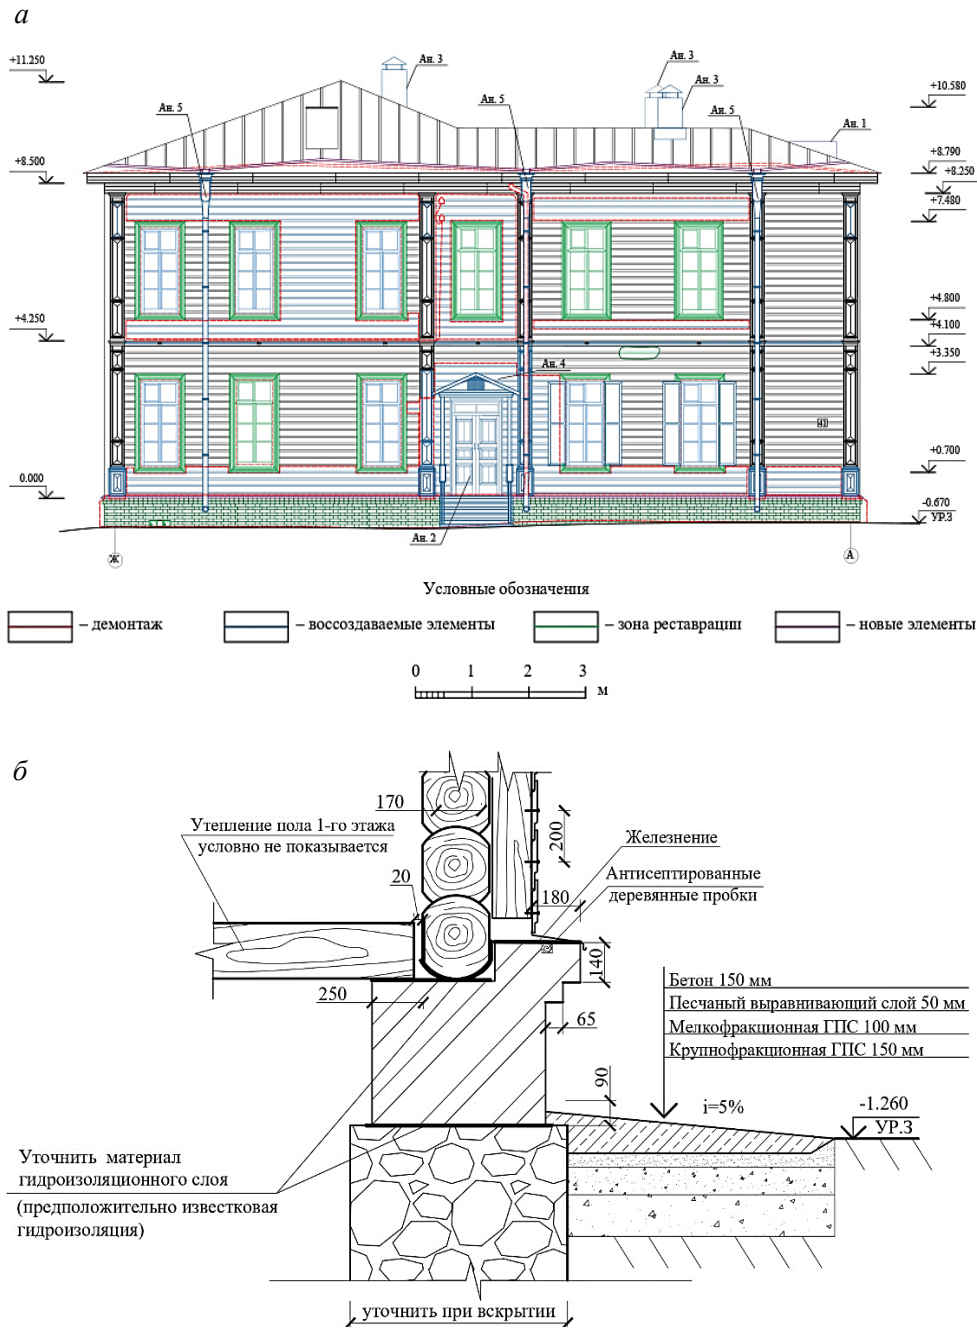 а
+11.250
Ан. 3
Ан. 3
Ан. 3
+10.580
Ан. 5
Ан. 5
Ан. 5
Ан. 1
+8.500
+8.790
+8.250
+7.480
+4.250
+4.800
+4.100
+3.350
Ан. 4
41
0.000
+0.700
-0.670
УР.З
Ан. 2
Ж
А
Условные обозначения
– демонтаж
– воссоздаваемые элементы
– зона реставрации
– новые элементы
0 1 2 3
м
б
170
Утепление пола 1-го этажа
условно не показывается
200
Железнение
20
Антисептированные
деревянные пробки
180
140
250
65
Бетон 150 мм
Песчаный выравнивающий слой 50 мм
Мелкофракционная ГПС 100 мм
Крупнофракционная ГПС 150 мм
90
i=5%
-1.260
УР.З
Уточнить материал
гидроизоляционного слоя
(предположительно известковая
гидроизоляция)
уточнить при вскрытии